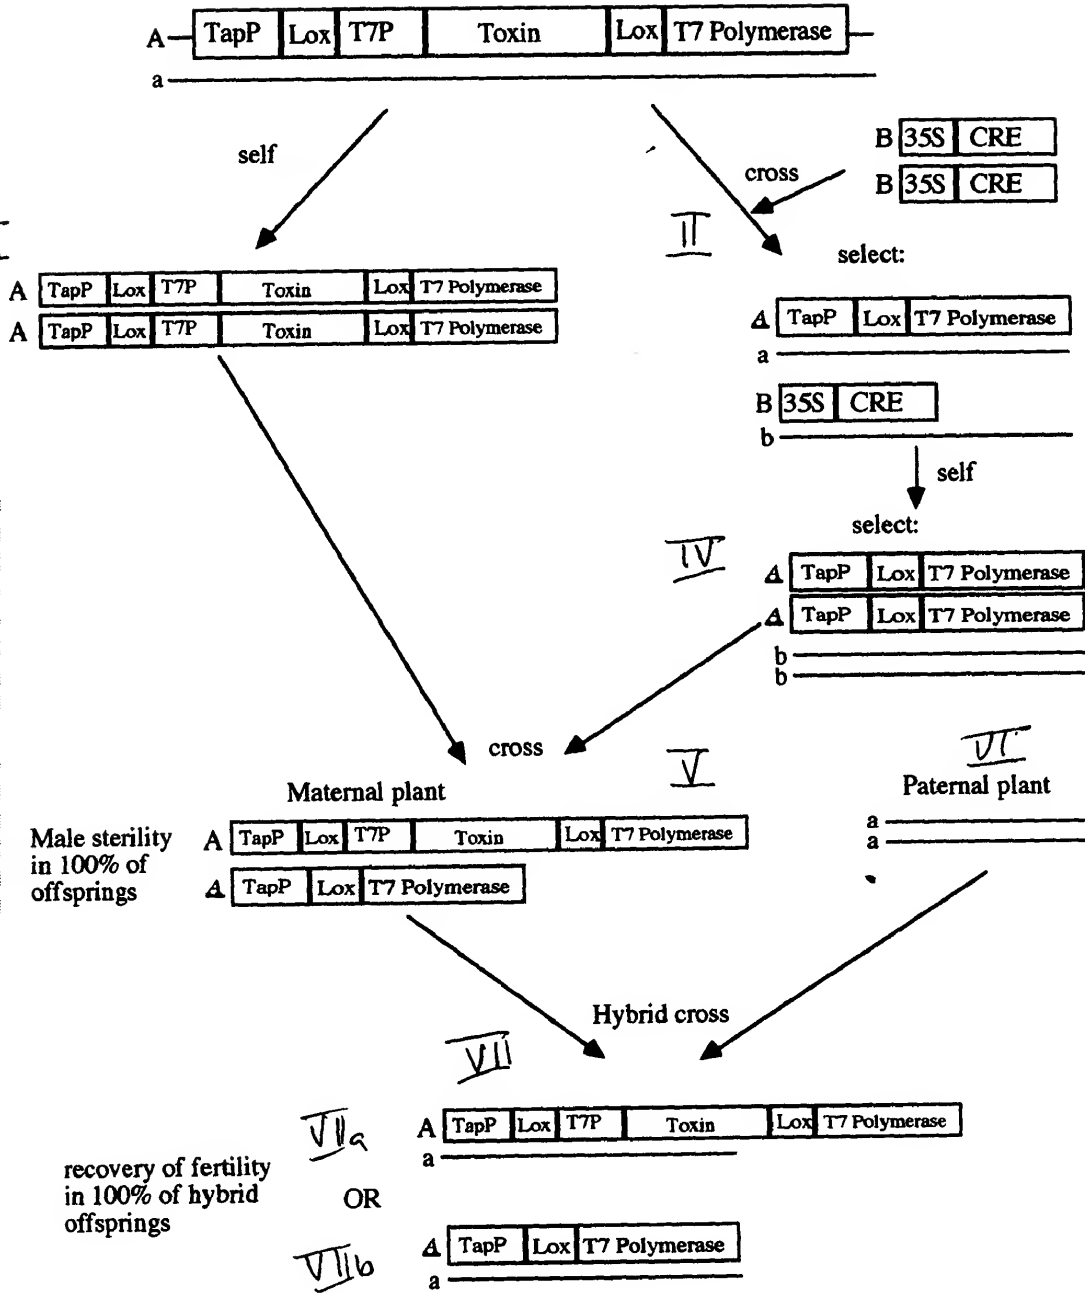 A TapP Lox T7P Toxin Lox T7 Polymerase
a
self
cross
B 35S CRE
B 35S CRE
II
select:
A TapP Lox T7P Toxin Lox T7 Polymerase
A TapP Lox T7P Toxin Lox T7 Polymerase
A TapP Lox T7 Polymerase
a
B 35S CRE
b
self
select:
IV
A TapP Lox T7 Polymerase
A TapP Lox T7 Polymerase
b
b
cross
V
VI
Maternal plant
Paternal plant
Male sterility
in 100% of
offsprings
A TapP Lox T7P Toxin Lox T7 Polymerase
A TapP Lox T7 Polymerase
a
a
Hybrid cross
VII
VIIa
A TapP Lox T7P Toxin Lox T7 Polymerase
a
recovery of fertility
in 100% of hybrid
offsprings
OR
VIIb
A TapP Lox T7 Polymerase
a